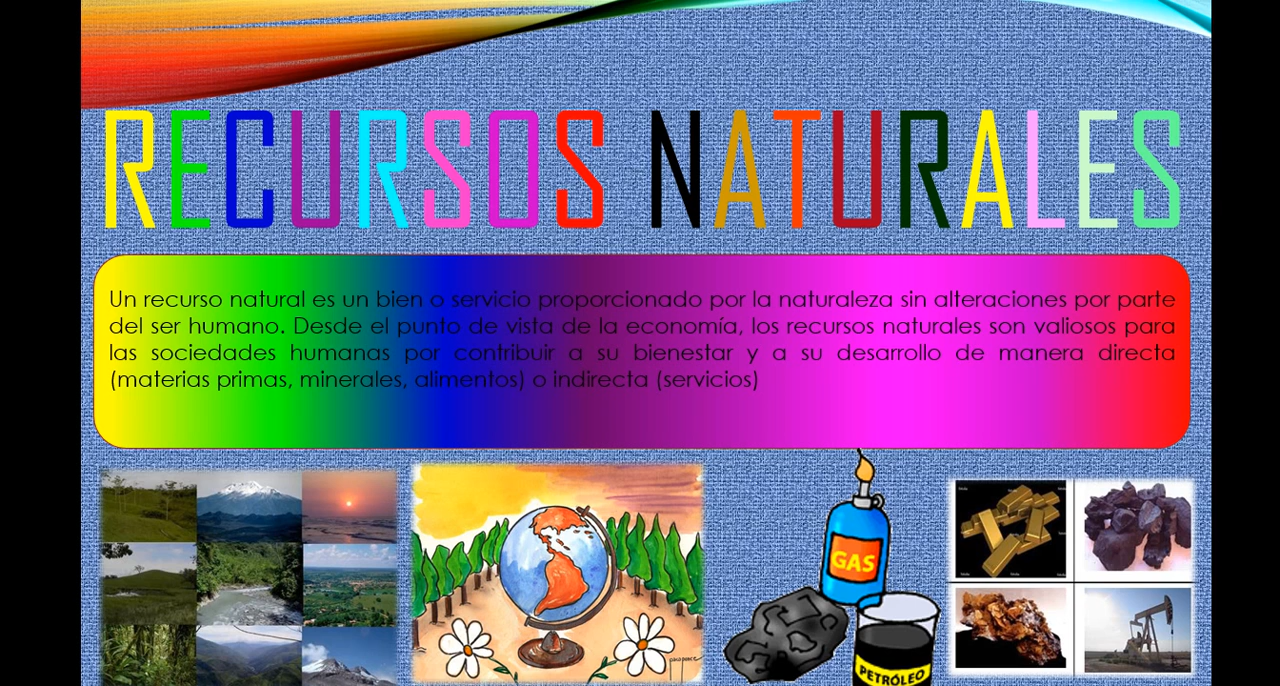 RECURSOS NATURALES
Un recurso natural es un bien o servicio proporcionado por la naturaleza sin alteraciones por parte
del ser humano. Desde el punto de vista de la economía, los recursos naturales son valiosos para
las sociedades humanas por contribuir a su bienestar y a su desarrollo de manera directa
(materias primas, minerales, alimentos) o indirecta (servicios)
GAS
PETRÓLEO